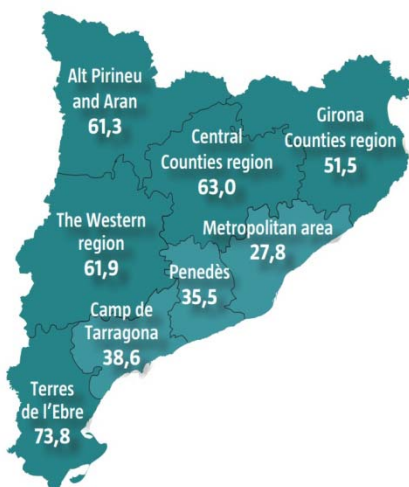 Alt Pirineu
and Aran
61,3
Girona
Counties region
51,5
Central
Counties region
63,0
The Western
region
61,9
Metropolitan area
27,8
Penedès
35,5
Camp de
Tarragona
38,6
Terres
de l'Ebre
73,8